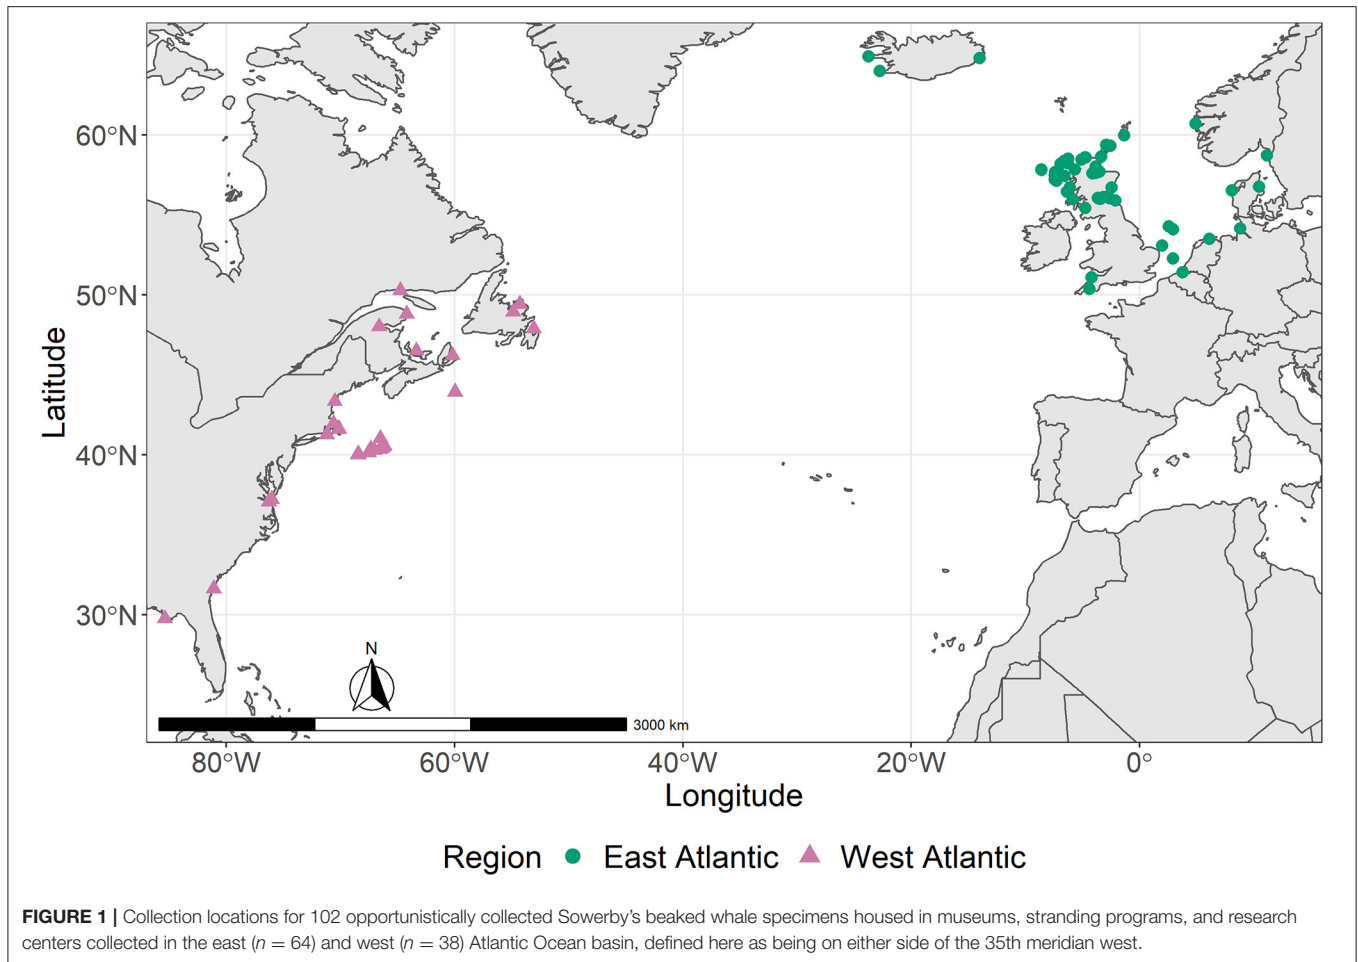 60°N
50°N
40°N
30°N
Latitude
N
3000 km
80°W
60°W
40°W
20°W
0°
Longitude
Region East Atlantic West Atlantic
FIGURE 1 | Collection locations for 102 opportunistically collected Sowerby's beaked whale specimens housed in museums, stranding programs, and research
centers collected in the east (n = 64) and west (n = 38) Atlantic Ocean basin, defined here as being on either side of the 35th meridian west.